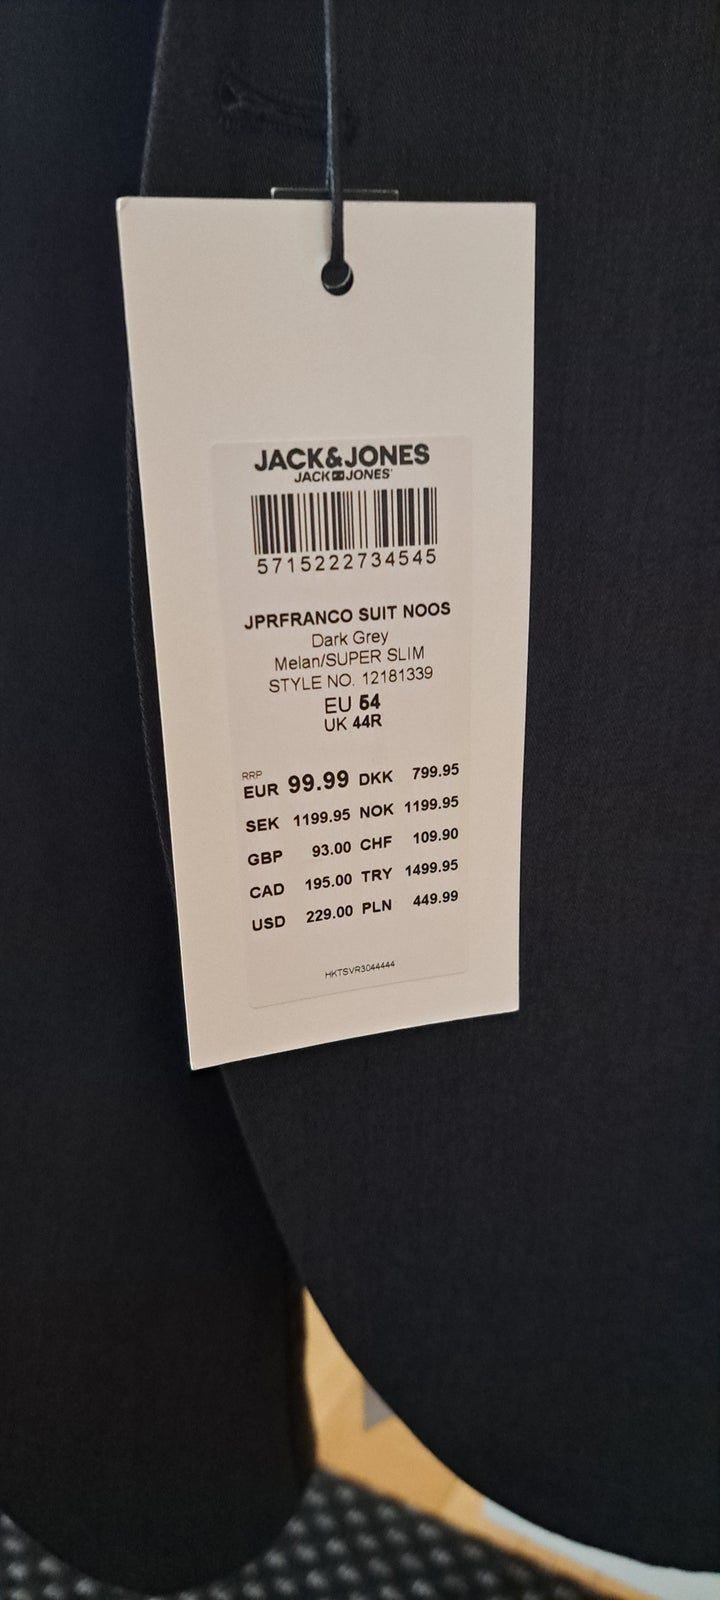 JACK&JONES
JACK JONES
5715222734545
JPRFRANCO SUIT NOOS
Dark Grey
Melan/SUPER SLIM
STYLE NO. 12181339
EU 54
UK 44R
RRP
EUR 99.99 DKK 799.95
SEK 1199.95 NOK 1199.95
GBP 93.00 CHF 109.90
CAD 195.00 TRY 1499.95
USD 229.00 PLN 449.99
HKTSVR3044444